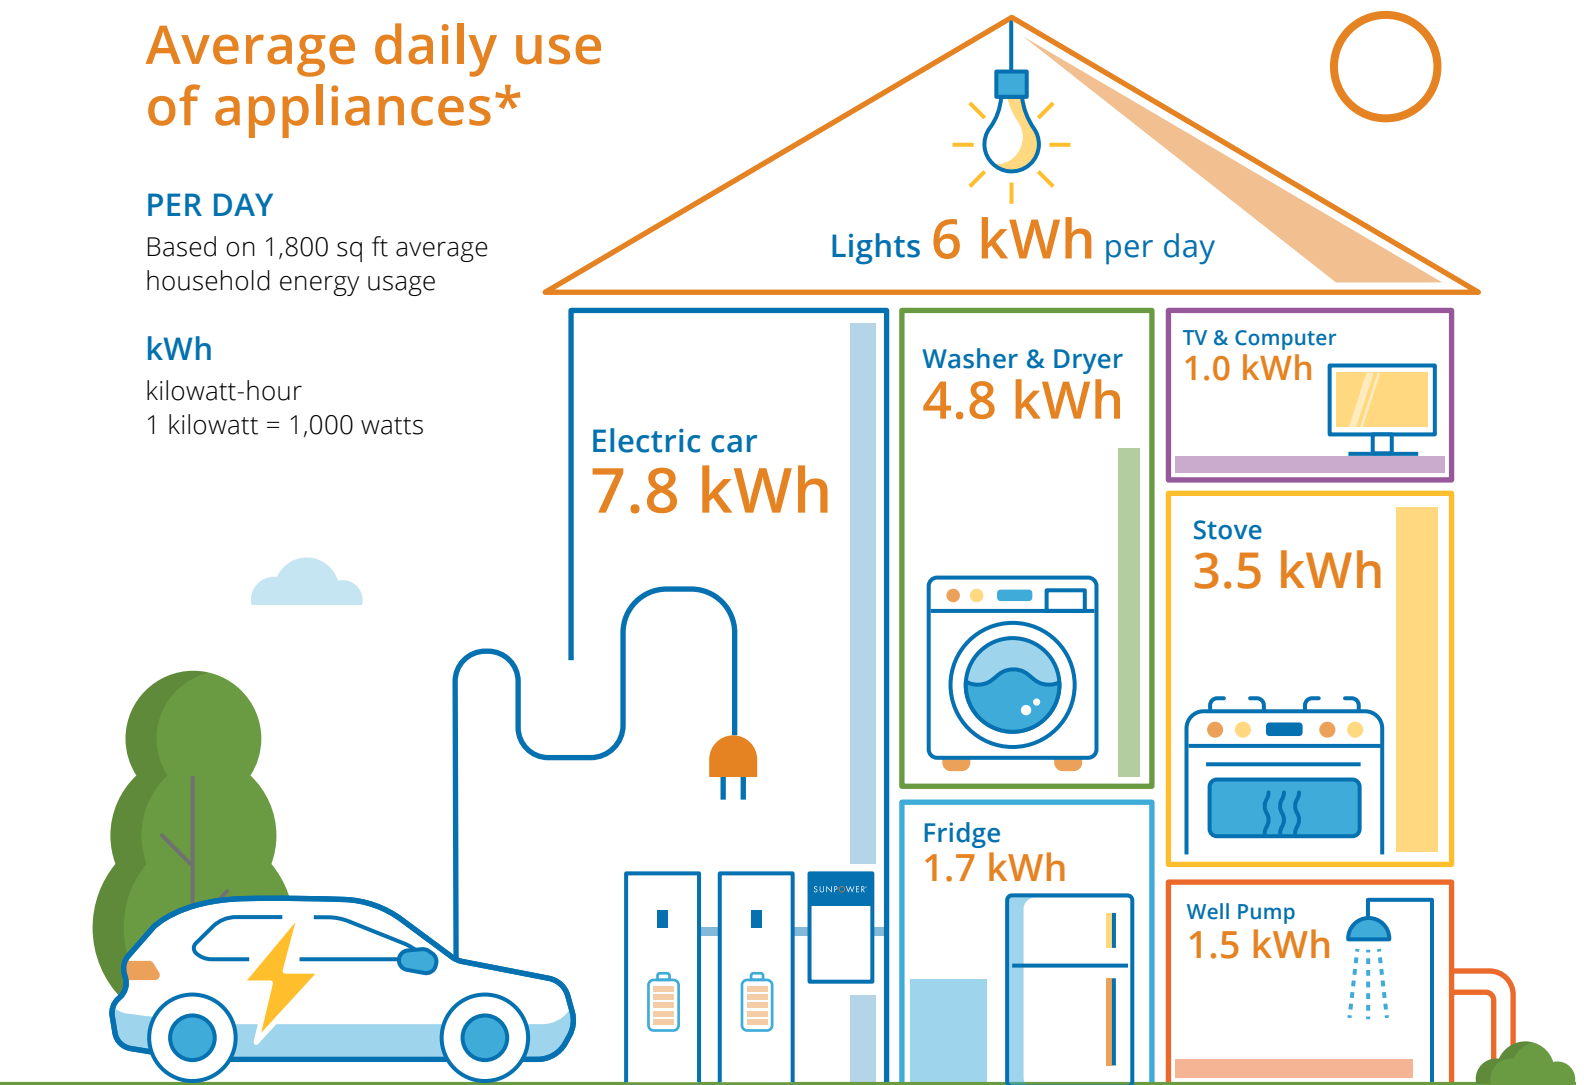 Average daily use
of appliances*
PER DAY
Based on 1,800 sq ft average
household energy usage
kWh
kilowatt-hour
1 kilowatt = 1,000 watts
Lights 6 kWh per day
Electric car
7.8 kWh
Washer & Dryer
4.8 kWh
TV & Computer
1.0 kWh
Stove
3.5 kWh
Fridge
1.7 kWh
Well Pump
1.5 kWh
SUNPOWER®